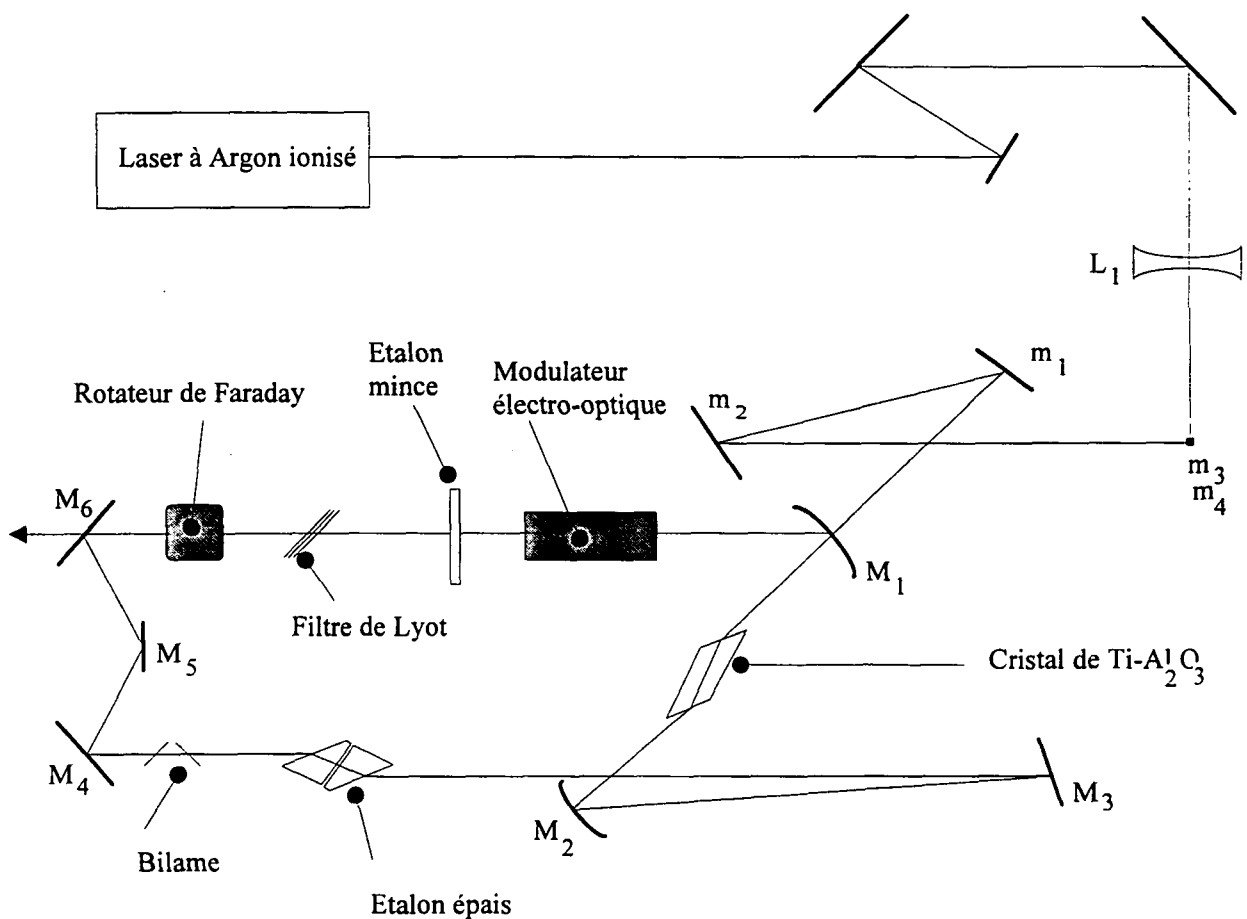 Laser à Argon ionisé
L1
m1
Etalon
mince
Modulateur
électro-optique
m2
Rotateur de Faraday
m3
m4
M6
M1
Filtre de Lyot
M5
Cristal de Ti-Al2O3
M4
M3
M2
Bilame
Etalon épais